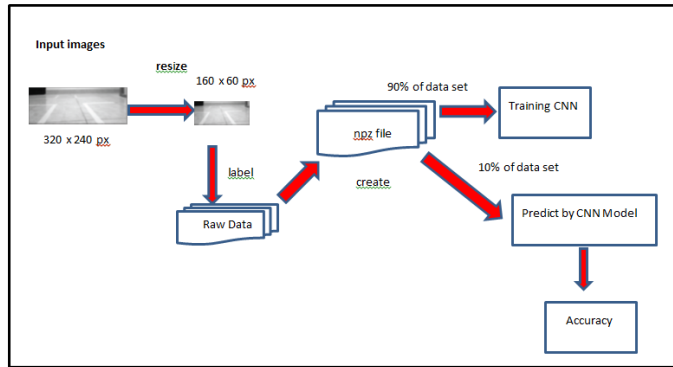 Input images
resize
160 x 60 px
320 x 240 px
label
Raw Data
npz file
create
90% of data set
Training CNN
10% of data set
Predict by CNN Model
Accuracy